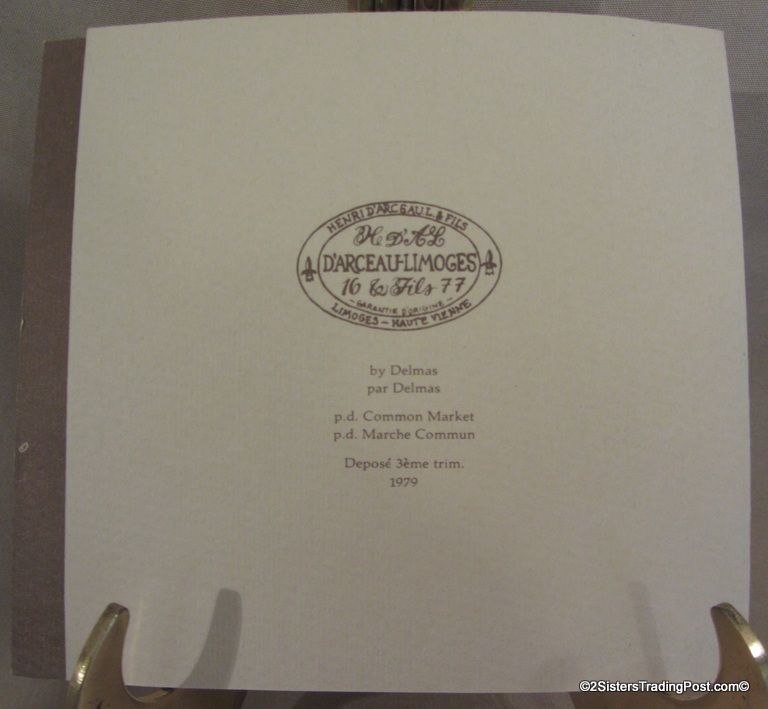 HENRI D'ARCEAU L. & FILS
H D'AL
D'ARCEAU-LIMOGES
16 & Fils 77
- GARANTIE D'ORIGINE -
LIMOGES - HAUTE VIENNE
by Delmas
par Delmas
p.d. Common Market
p.d. Marche Commun
Deposé 3ème trim.
1979
©2SistersTradingPost.com©